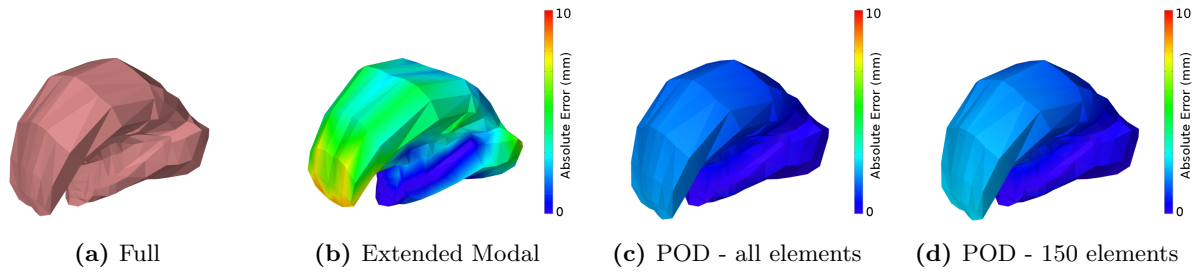 10
Absolute Error (mm)
0
10
Absolute Error (mm)
0
10
Absolute Error (mm)
0
(a) Full
(b) Extended Modal
(c) POD - all elements
(d) POD - 150 elements